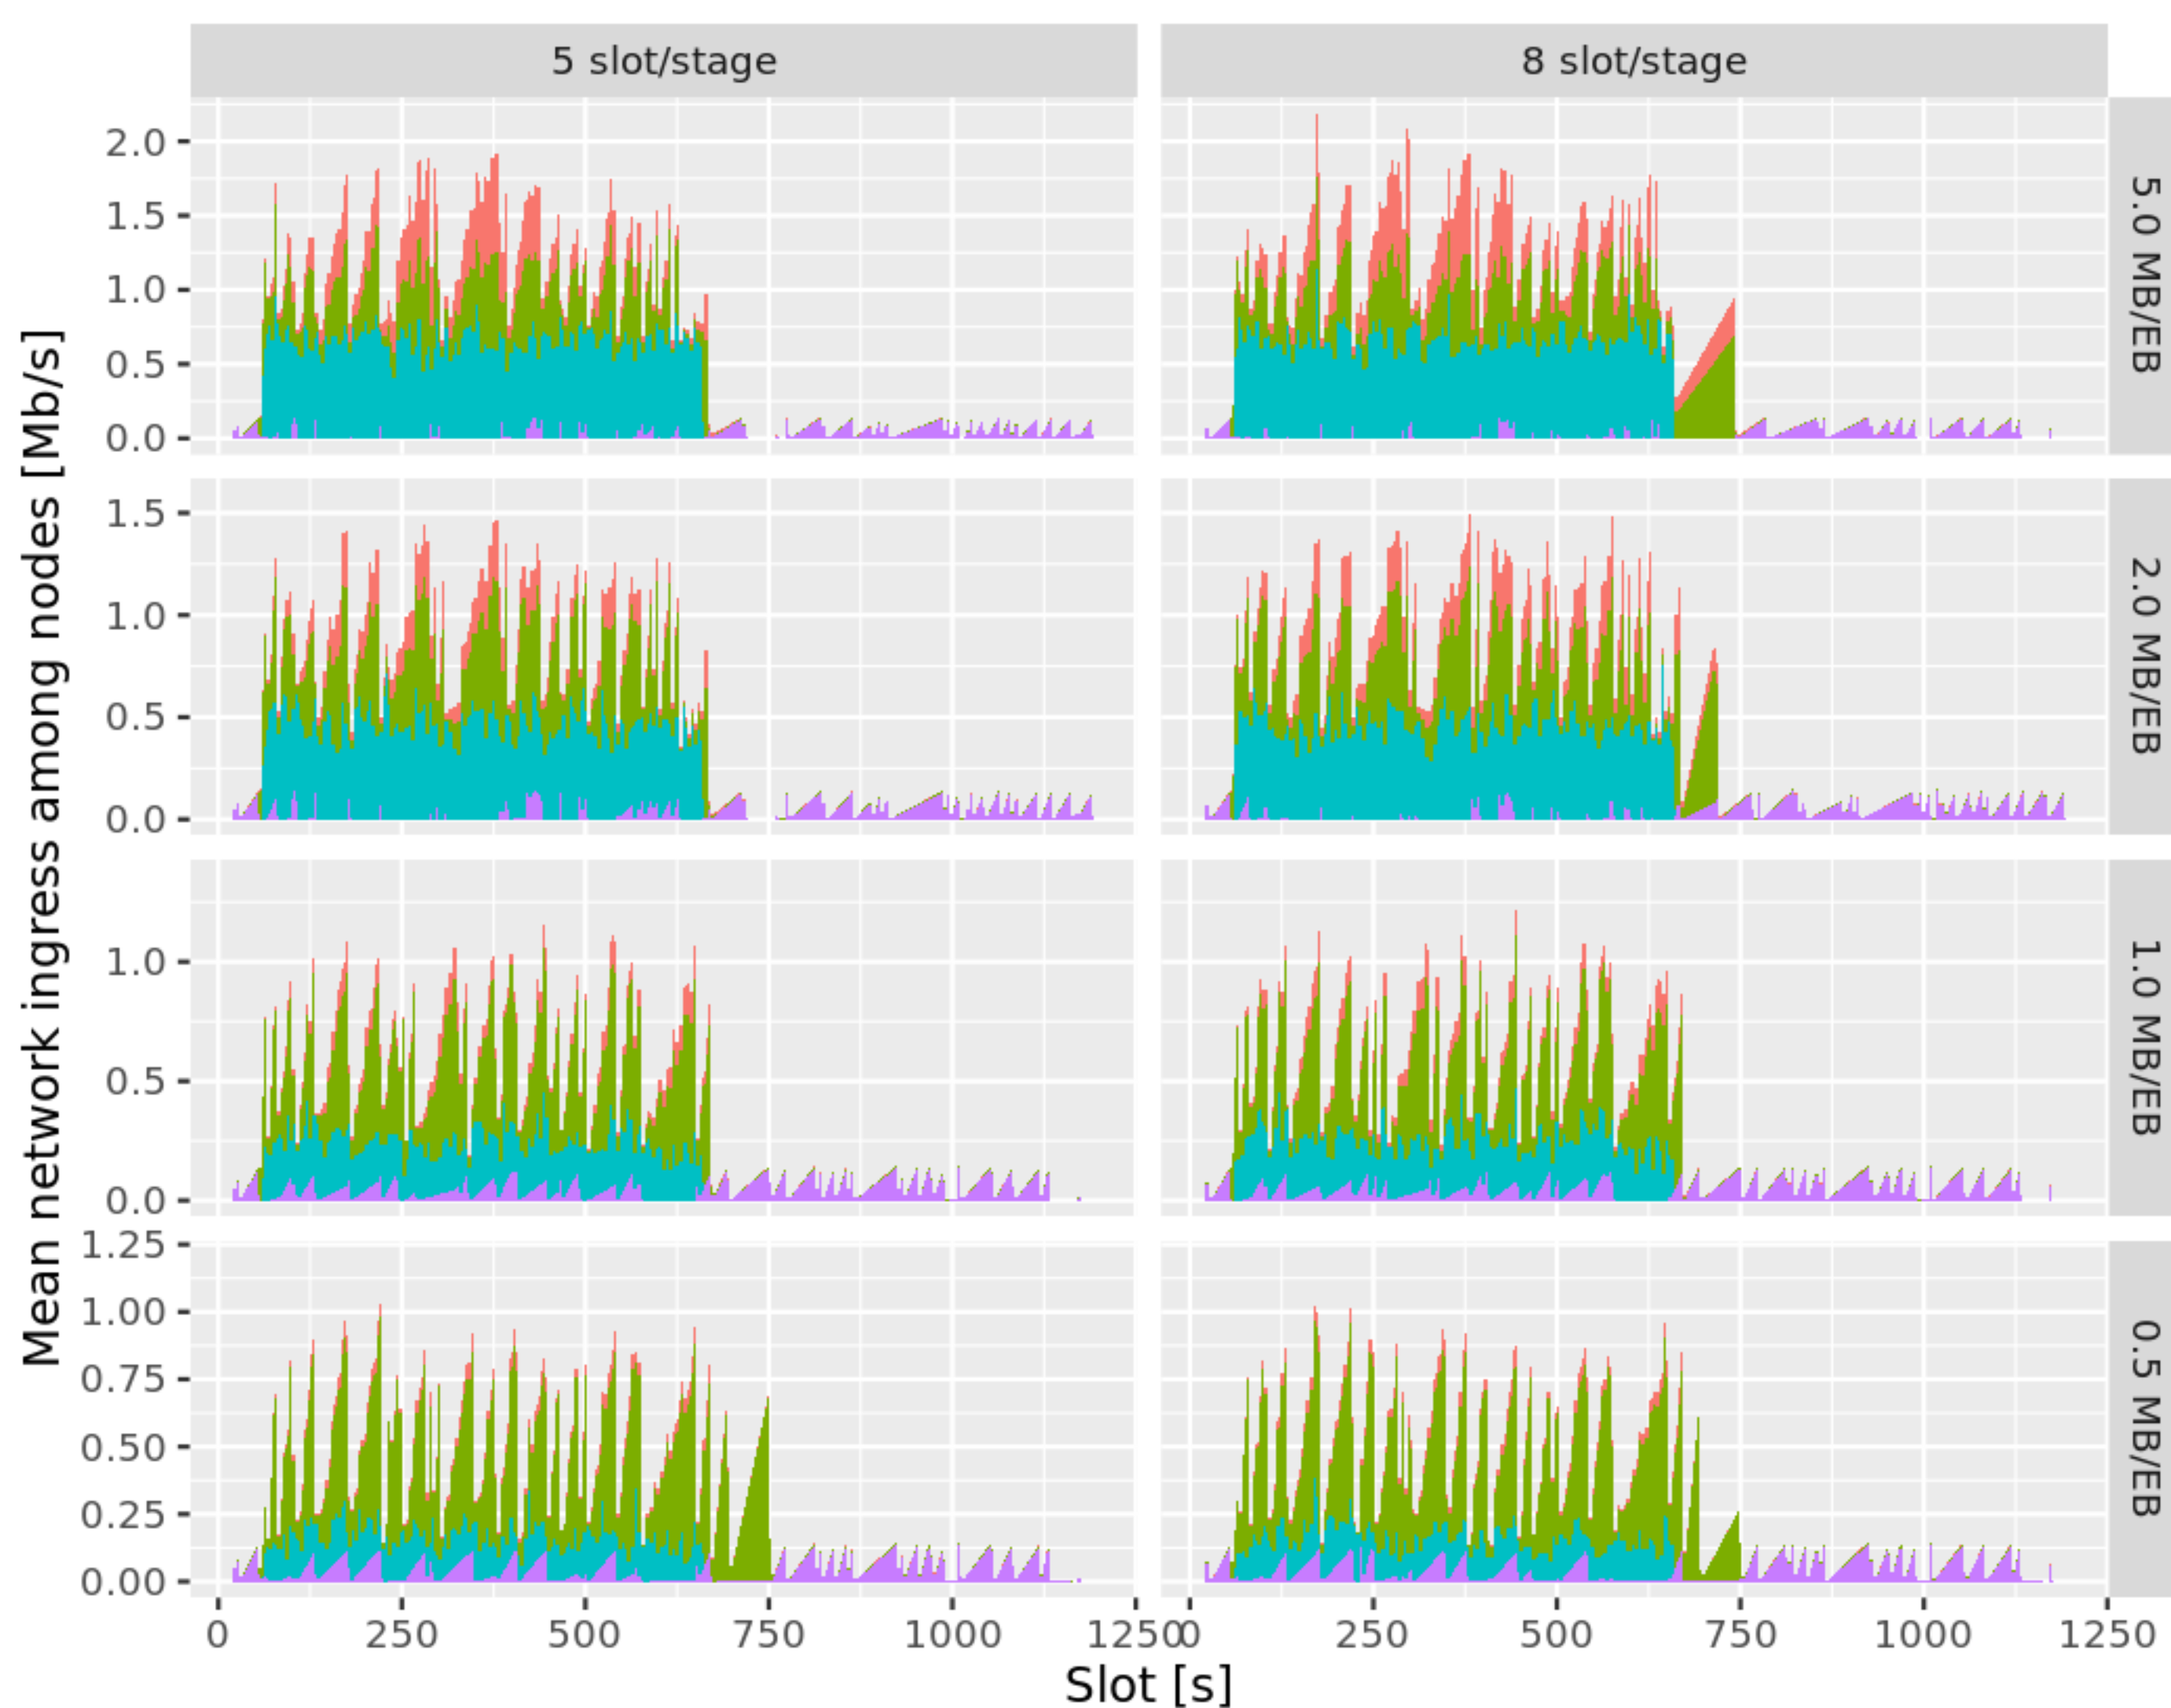 5 slot/stage
8 slot/stage
Mean network ingress among nodes [Mb/s]
2.0
1.5
1.0
0.5
0.0
5.0 MB/EB
1.5
1.0
0.5
0.0
2.0 MB/EB
1.0
0.5
0.0
1.0 MB/EB
1.25
1.00
0.75
0.50
0.25
0.00
0.5 MB/EB
0 250 500 750 1000 1250
0 250 500 750 1000 1250
Slot [s]